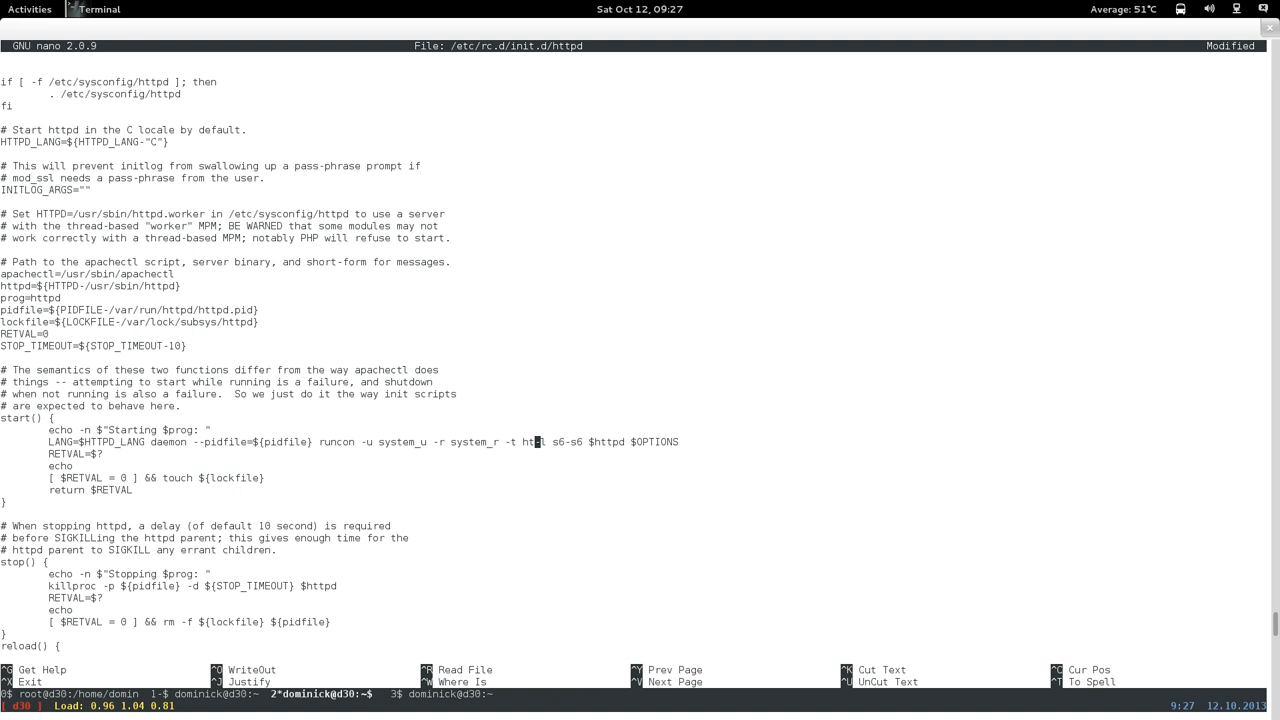 Activities Terminal Sat Oct 12, 09:27 Average: 51°C
GNU nano 2.0.9 File: /etc/rc.d/init.d/httpd Modified
if [ -f /etc/sysconfig/httpd ]; then
. /etc/sysconfig/httpd
fi
# Start httpd in the C locale by default.
HTTPD_LANG=${HTTPD_LANG-"C"}
# This will prevent initlog from swallowing up a pass-phrase prompt if
# mod_ssl needs a pass-phrase from the user.
INITLOG_ARGS=""
# Set HTTPD=/usr/sbin/httpd.worker in /etc/sysconfig/httpd to use a server
# with the thread-based "worker" MPM; BE WARNED that some modules may not
# work correctly with a thread-based MPM; notably PHP will refuse to start.
# Path to the apachectl script, server binary, and short-form for messages.
apachectl=/usr/sbin/apachectl
httpd=${HTTPD-/usr/sbin/httpd}
prog=httpd
pidfile=${PIDFILE-/var/run/httpd/httpd.pid}
lockfile=${LOCKFILE-/var/lock/subsys/httpd}
RETVAL=0
STOP_TIMEOUT=${STOP_TIMEOUT-10}
# The semantics of these two functions differ from the way apachectl does
# things -- attempting to start while running is a failure, and shutdown
# when not running is also a failure.  So we just do it the way init scripts
# are expected to behave here.
start() {
echo -n $"Starting $prog: "
LANG=$HTTPD_LANG daemon --pidfile=${pidfile} runcon -u system_u -r system_r -t ht-l s6-s6 $httpd $OPTIONS
RETVAL=$?
echo
[ $RETVAL = 0 ] && touch ${lockfile}
return $RETVAL
}
# When stopping httpd, a delay (of default 10 second) is required
# before SIGKILLing the httpd parent; this gives enough time for the
# httpd parent to SIGKILL any errant children.
stop() {
echo -n $"Stopping $prog: "
killproc -p ${pidfile} -d ${STOP_TIMEOUT} $httpd
RETVAL=$?
echo
[ $RETVAL = 0 ] && rm -f ${lockfile} ${pidfile}
}
reload() {
^G Get Help ^O WriteOut ^R Read File ^Y Prev Page ^K Cut Text ^C Cur Pos
^X Exit ^J Justify ^W Where Is ^V Next Page ^U UnCut Text ^T To Spell
0$ root@d30:/home/domin 1-$ dominick@d30:~ 2*dominick@d30:~$ 3$ dominick@d30:~
[ d30 ] Load: 0.96 1.04 0.81 9:27 12.10.2013